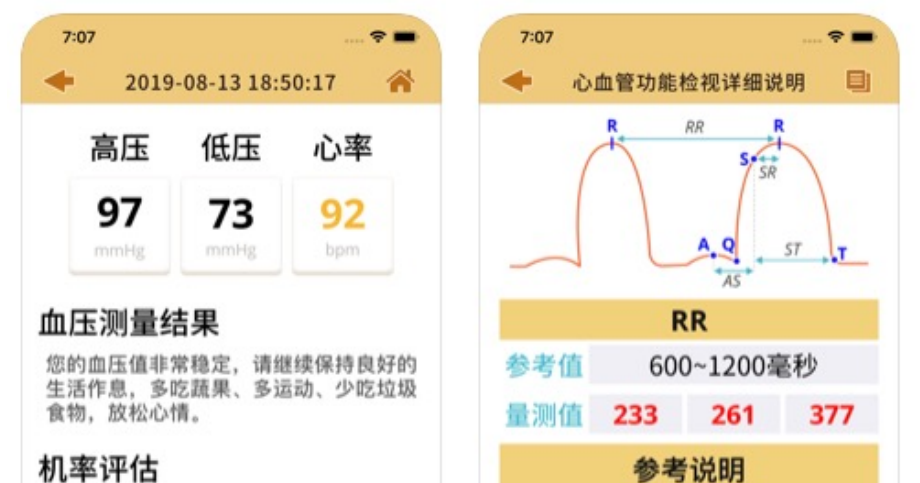 7:07
2019-08-13 18:50:17
高压 低压 心率
97 73 92
mmHg mmHg bpm
血压测量结果
您的血压值非常稳定，请继续保持良好的
生活作息，多吃蔬果、多运动、少吃垃圾
食物，放松心情。
机率评估
7:07
心血管功能检视详细说明
R RR R
S
SR
A Q
ST
T
AS
RR
参考值 600~1200毫秒
量测值 233 261 377
参考说明